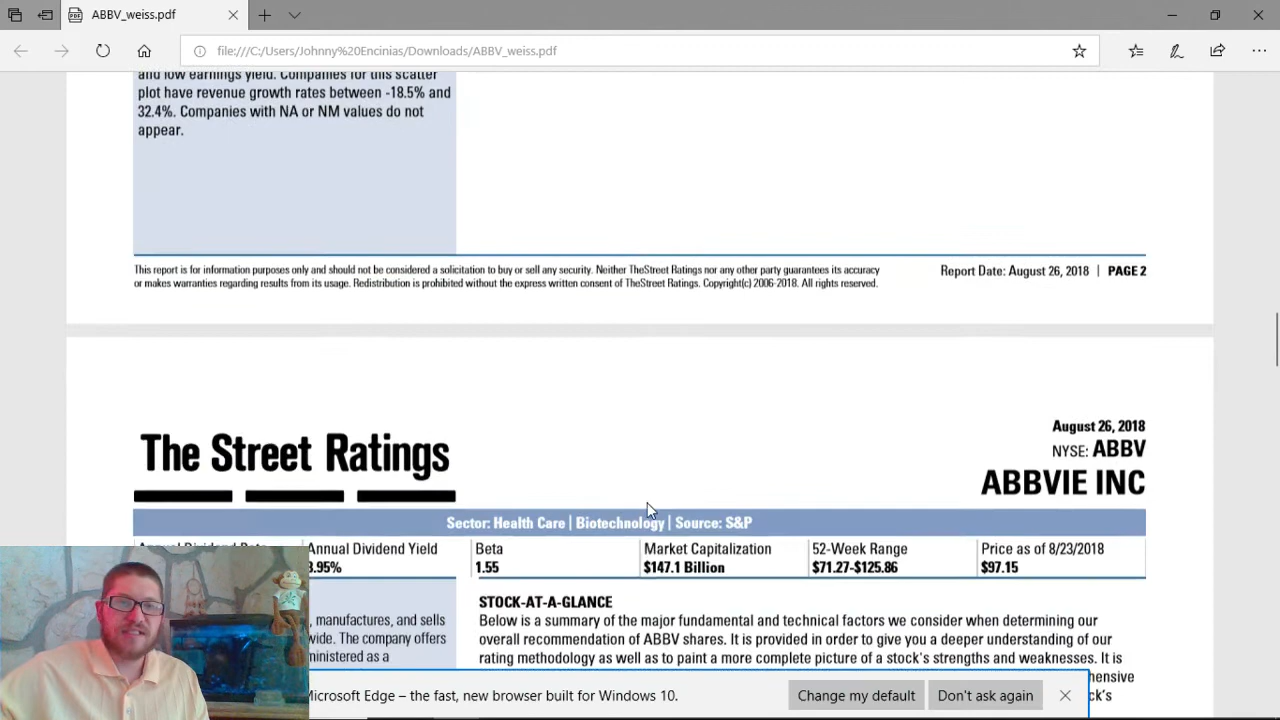 ABBV_weiss.pdf
file:///C:/Users/Johnny%20Encinias/Downloads/ABBV_weiss.pdf
and low earnings yield. Companies for this scatter
plot have revenue growth rates between -18.5% and
32.4%. Companies with NA or NM values do not
appear.
This report is for information purposes only and should not be considered a solicitation to buy or sell any security. Neither TheStreet Ratings nor any other party guarantees its accuracy
or makes warranties regarding results from its usage. Redistribution is prohibited without the express written consent of TheStreet Ratings. Copyright(c) 2006-2018. All rights reserved.
Report Date: August 26, 2018 | PAGE 2
The Street Ratings
August 26, 2018
NYSE: ABBV
ABBVIE INC
Sector: Health Care | Biotechnology | Source: S&P
Annual Dividend Yield
3.95%
Beta
1.55
Market Capitalization
$147.1 Billion
52-Week Range
$71.27-$125.86
Price as of 8/23/2018
$97.15
, manufactures, and sells
wide. The company offers
ministered as a
STOCK-AT-A-GLANCE
Below is a summary of the major fundamental and technical factors we consider when determining our
overall recommendation of ABBV shares. It is provided in order to give you a deeper understanding of our
rating methodology as well as to paint a more complete picture of a stock's strengths and weaknesses. It is
Microsoft Edge – the fast, new browser built for Windows 10.
Change my default
Don't ask again